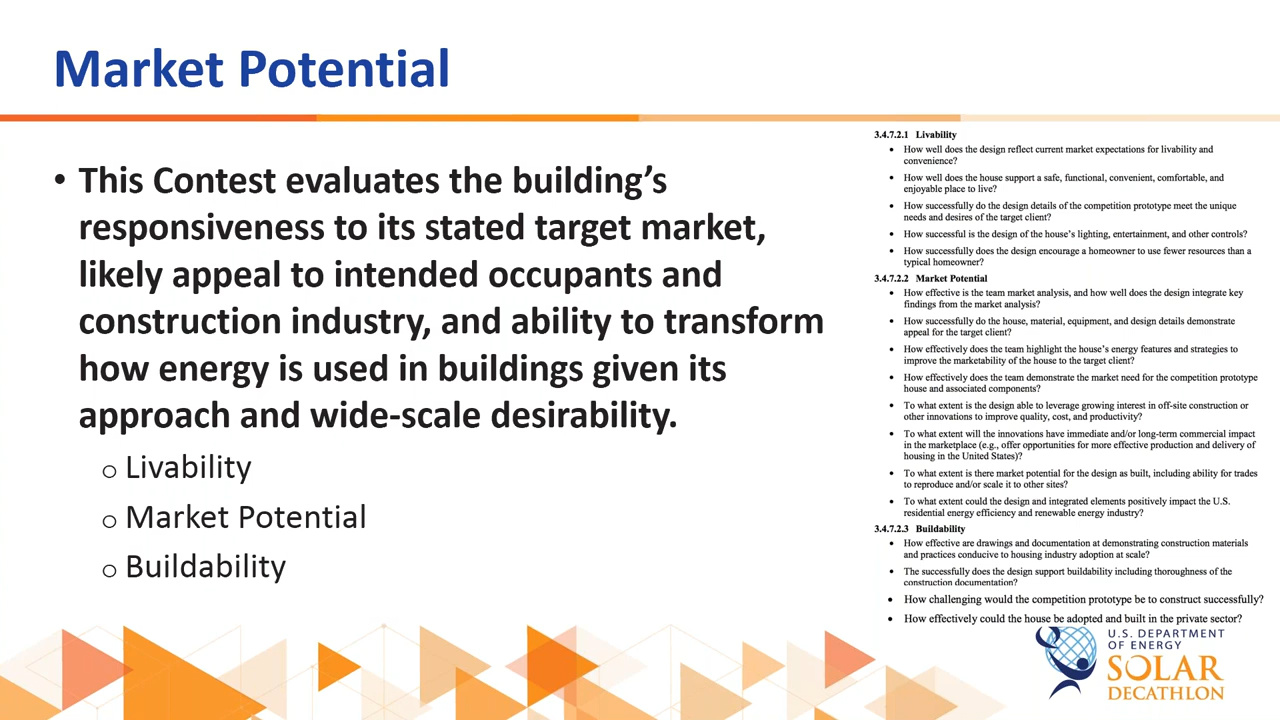 Market Potential
• This Contest evaluates the building's
responsiveness to its stated target market,
likely appeal to intended occupants and
construction industry, and ability to transform
how energy is used in buildings given its
approach and wide-scale desirability.
o Livability
o Market Potential
o Buildability
3.4.7.2.1 Livability
• How well does the design reflect current market expectations for livability and
convenience?
• How well does the house support a safe, functional, convenient, comfortable, and
enjoyable place to live?
• How successfully do the design details of the competition prototype meet the unique
needs and desires of the target client?
• How successful is the design of the house's lighting, entertainment, and other controls?
• How successfully does the design encourage a homeowner to use fewer resources than a
typical homeowner?
3.4.7.2.2 Market Potential
• How effective is the team market analysis, and how well does the design integrate key
findings from the market analysis?
• How successfully do the house, material, equipment, and design details demonstrate
appeal for the target client?
• How effectively does the team highlight the house's energy features and strategies to
improve the marketability of the house to the target client?
• How effectively does the team demonstrate the market need for the competition prototype
house and associated components?
• To what extent is the design able to leverage growing interest in off-site construction or
other innovations to improve quality, cost, and productivity?
• To what extent will the innovations have immediate and/or long-term commercial impact
in the marketplace (e.g., offer opportunities for more effective production and delivery of
housing in the United States)?
• To what extent is there market potential for the design as built, including ability for trades
to reproduce and/or scale it to other sites?
• To what extent could the design and integrated elements positively impact the U.S.
residential energy efficiency and renewable energy industry?
3.4.7.2.3 Buildability
• How effective are drawings and documentation at demonstrating construction materials
and practices conducive to housing industry adoption at scale?
• The successfully does the design support buildability including thoroughness of the
construction documentation?
• How challenging would the competition prototype be to construct successfully?
• How effectively could the house be adopted and built in the private sector?
U.S. DEPARTMENT
OF ENERGY
SOLAR
DECATHLON